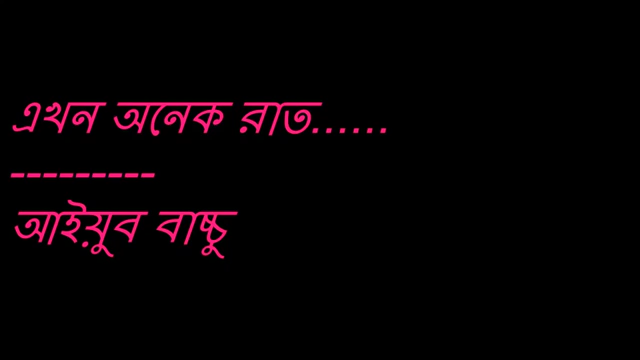 এখন অনেক রাত......
---------
আইয়ুব বাচ্চু